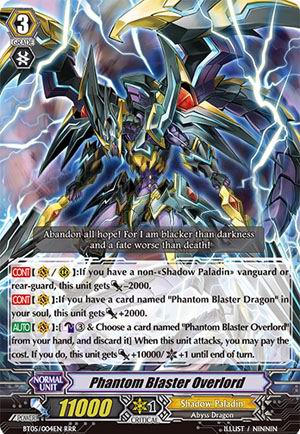 3
GRADE
Abandon all hope! For I am blacker than darkness
and a fate worse than death!
CONT : If you have a non-«Shadow Paladin» vanguard or
rear-guard, this unit gets -2000.
CONT : If you have a card named "Phantom Blaster Dragon" in
your soul, this unit gets +2000.
AUTO : [③ & Choose a card named "Phantom Blaster Overlord"
from your hand, and discard it] When this unit attacks, you may pay the
cost. If you do, this unit gets +10000/ +1 until end of turn.
NORMAL
UNIT
Phantom Blaster Overlord
POWER
11000
1
CRITICAL
Shadow Paladin
Abyss Dragon
BT05/004EN RRR
ILLUST / NINNIN